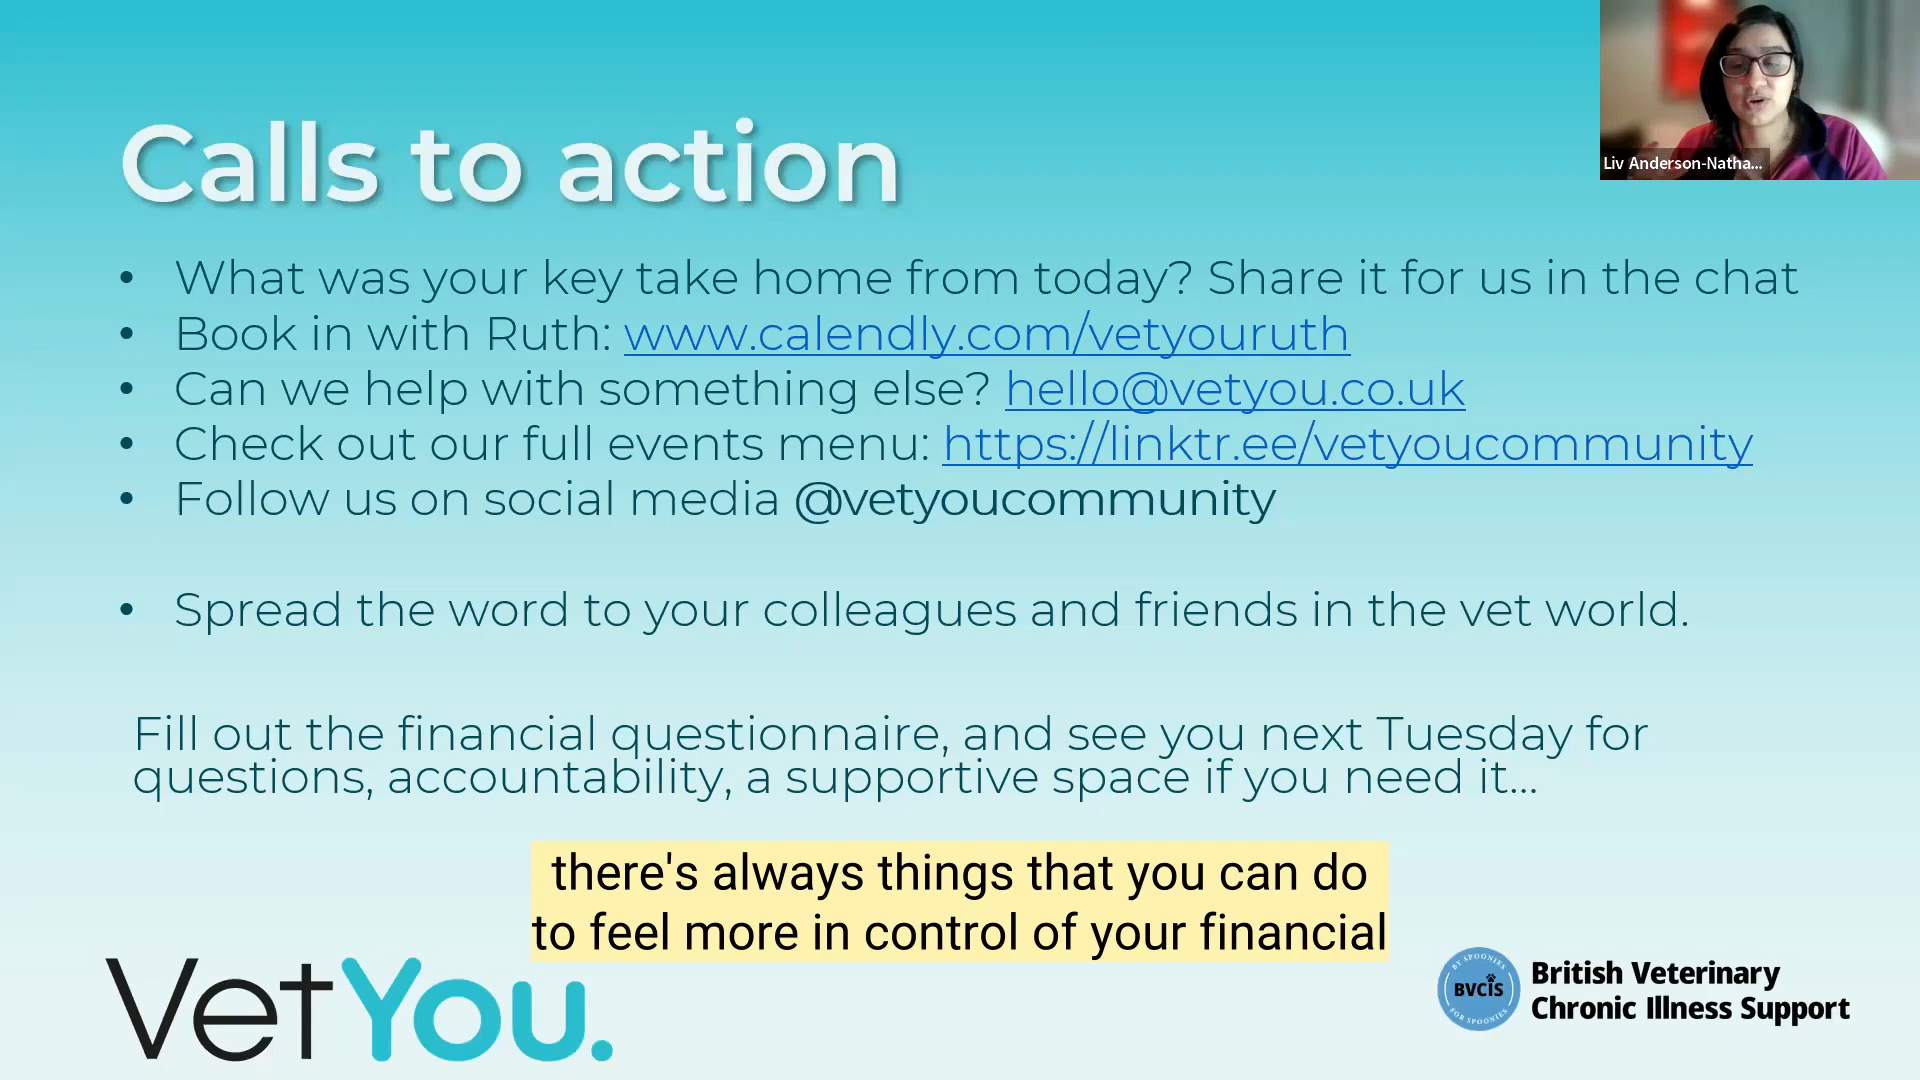 Liv Anderson-Natha...
Calls to action
• What was your key take home from today? Share it for us in the chat
• Book in with Ruth: www.calendly.com/vetyouruth
• Can we help with something else? hello@vetyou.co.uk
• Check out our full events menu: https://linktr.ee/vetyoucommunity
• Follow us on social media @vetyoucommunity
• Spread the word to your colleagues and friends in the vet world.
Fill out the financial questionnaire, and see you next Tuesday for
questions, accountability, a supportive space if you need it...
there's always things that you can do
to feel more in control of your financial
VetYou.
BY SPOONIES
BVCIS
FOR SPOONIES
British Veterinary
Chronic Illness Support